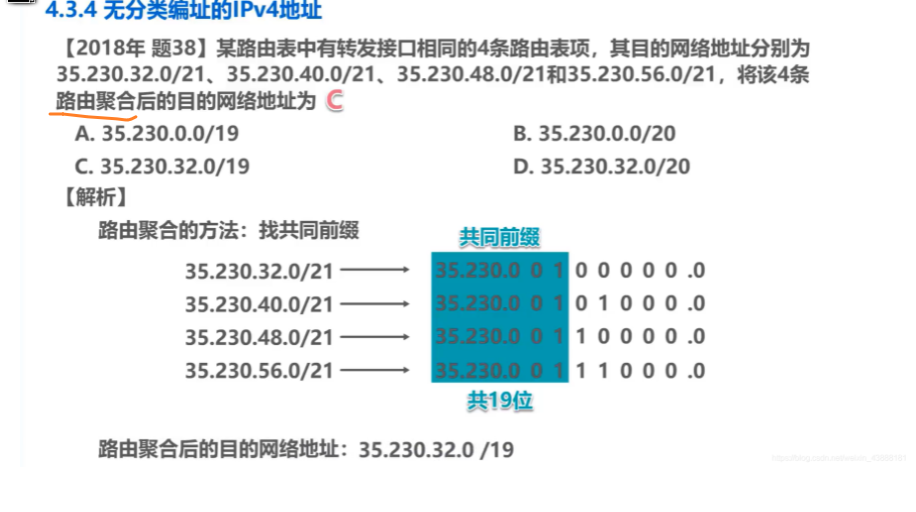 4.3.4 无分类编址的IPv4地址
【2018年 题38】某路由表中有转发接口相同的4条路由表项，其目的网络地址分别为
35.230.32.0/21、35.230.40.0/21、35.230.48.0/21和35.230.56.0/21，将该4条
路由聚合后的目的网络地址为 C
A. 35.230.0.0/19 B. 35.230.0.0/20
C. 35.230.32.0/19 D. 35.230.32.0/20
【解析】
路由聚合的方法：找共同前缀
共同前缀
35.230.32.0/21 35.230.0 0 1 0 0 0 0 0 .0
35.230.40.0/21 35.230.0 0 1 0 1 0 0 0 .0
35.230.48.0/21 35.230.0 0 1 1 0 0 0 0 .0
35.230.56.0/21 35.230.0 0 1 1 1 0 0 0 .0
共19位
路由聚合后的目的网络地址：35.230.32.0 /19